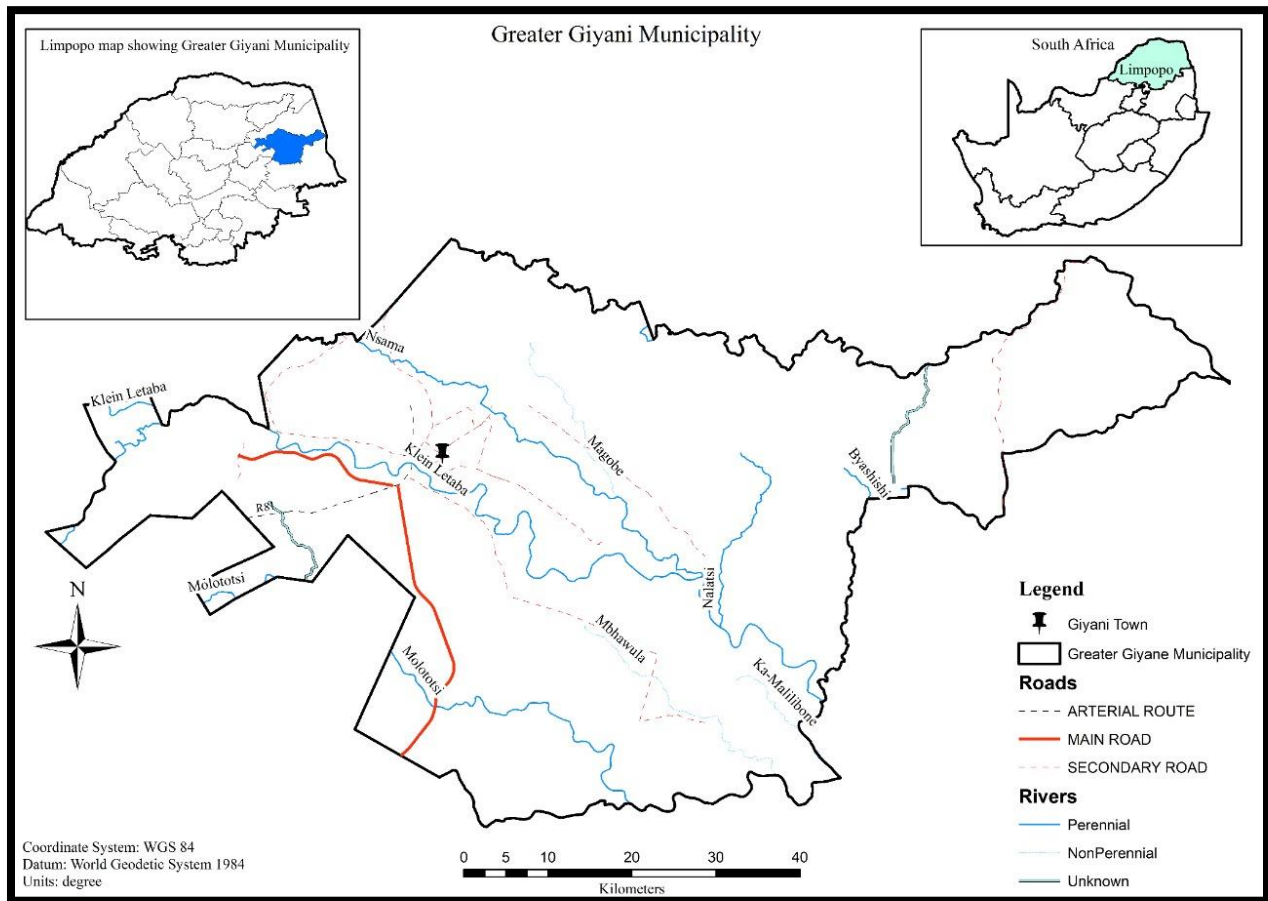 Greater Giyani Municipality
Limpopo map showing Greater Giyani Municipality
South Africa
Limpopo
Nsama
Klein Letaba
Klein Letaba
Magobe
Byashishi
R81
Molototsi
Nalatsi
Mbhawula
Molototsi
Ka-Malilibone
N
Legend
Giyani Town
Greater Giyane Municipality
Roads
ARTERIAL ROUTE
MAIN ROAD
SECONDARY ROAD
Rivers
Perennial
NonPerennial
Unknown
Coordinate System: WGS 84
Datum: World Geodetic System 1984
Units: degree
0 5 10 20 30 40
Kilometers